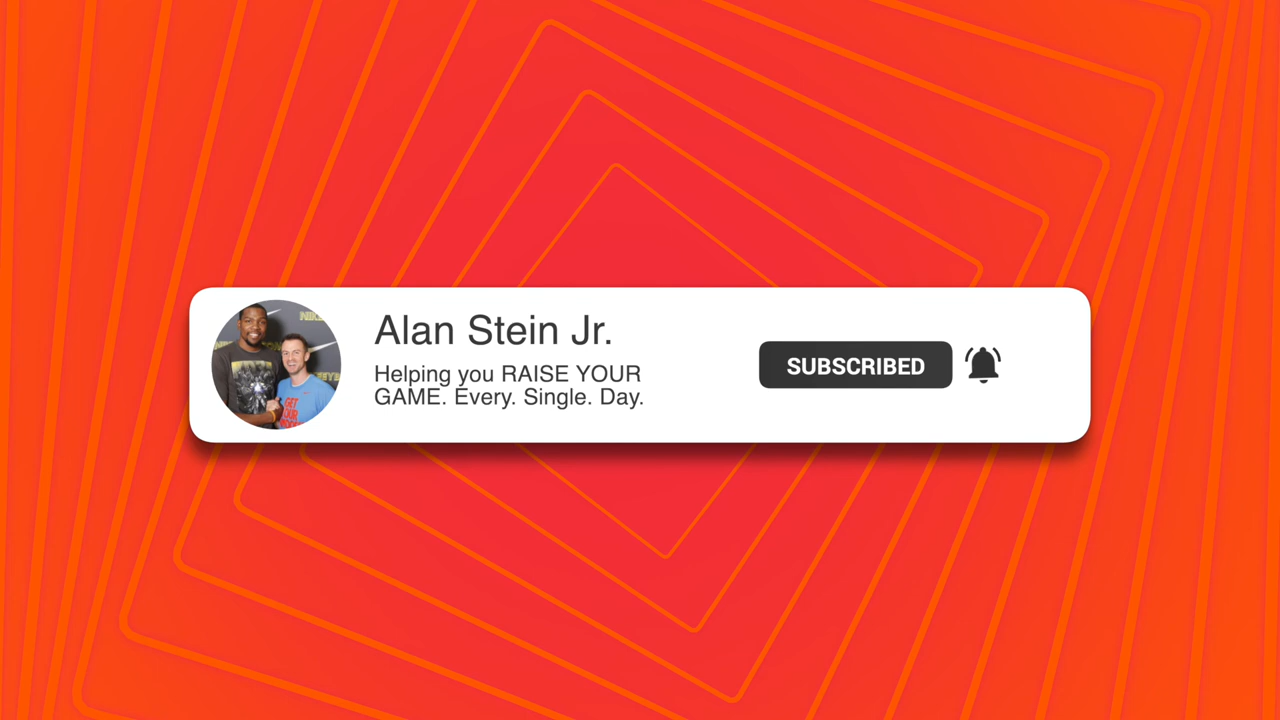 Alan Stein Jr.
Helping you RAISE YOUR
GAME. Every. Single. Day.
SUBSCRIBED